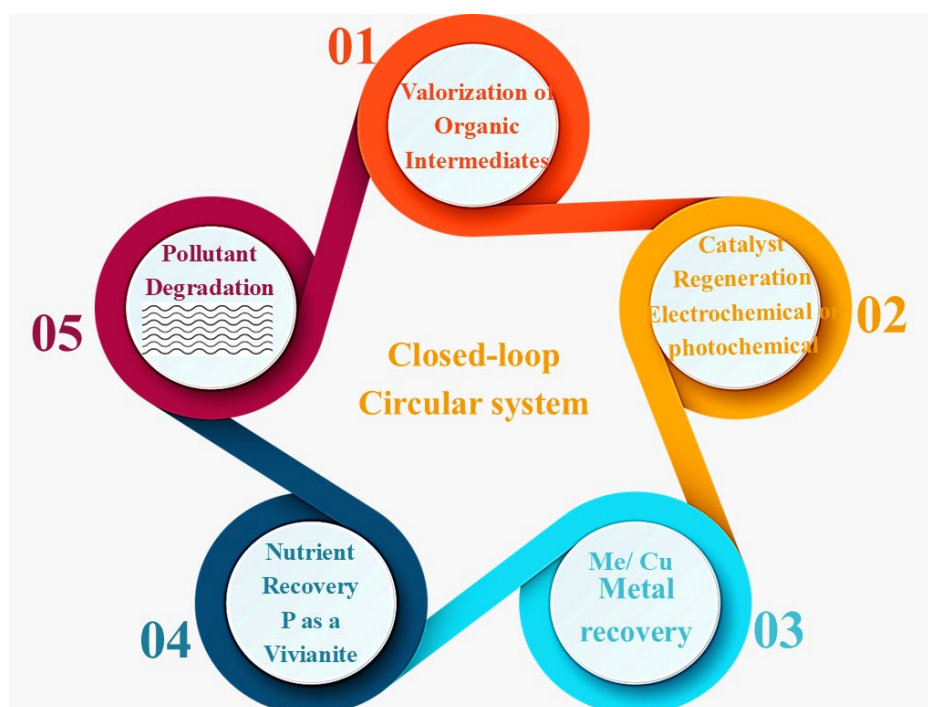 01
Valorization of
Organic
Intermediates
02
Catalyst
Regeneration
Electrochemical or
photochemical
03
Me/ Cu
Metal
recovery
04
Nutrient
Recovery
P as a
Vivianite
05
Pollutant
Degradation
Closed-loop
Circular system